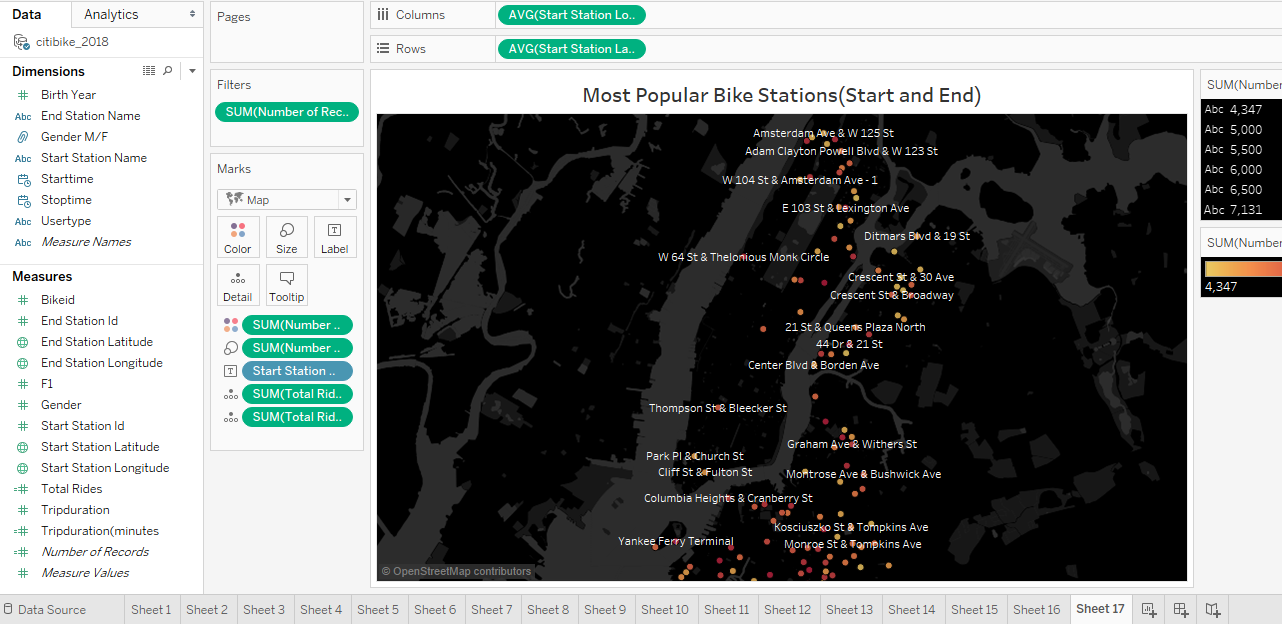 Data
Analytics
citibike_2018
Dimensions
Birth Year
Abc End Station Name
Gender M/F
Abc Start Station Name
Starttime
Stoptime
Abc Usertype
Abc Measure Names
Measures
Bikeid
End Station Id
End Station Latitude
End Station Longitude
F1
Gender
Start Station Id
Start Station Latitude
Start Station Longitude
Total Rides
Tripduration
Tripduration(minutes
Number of Records
Measure Values
Pages
Filters
SUM(Number of Rec..
Marks
Map
Color Size Label
Detail Tooltip
SUM(Number ..
SUM(Number ..
Start Station ..
SUM(Total Rid..
SUM(Total Rid..
Columns AVG(Start Station Lo..
Rows AVG(Start Station La..
Most Popular Bike Stations(Start and End)
Amsterdam Ave & W 125 St
Adam Clayton Powell Blvd & W 123 St
W 104 St & Amsterdam Ave - 1
E 103 St & Lexington Ave
Ditmars Blvd & 19 St
W 64 St & Thelonious Monk Circle
Crescent St & 30 Ave
Crescent St & Broadway
21 St & Queens Plaza North
44 Dr & 21 St
Center Blvd & Borden Ave
Thompson St & Bleecker St
Graham Ave & Withers St
Park Pl & Church St
Cliff St & Fulton St
Montrose Ave & Bushwick Ave
Columbia Heights & Cranberry St
Kosciuszko St & Tompkins Ave
Yankee Ferry Terminal
Monroe St & Tompkins Ave
© OpenStreetMap contributors
SUM(Number
Abc 4,347
Abc 5,000
Abc 5,500
Abc 6,000
Abc 6,500
Abc 7,131
SUM(Number
4,347
Data Source Sheet 1 Sheet 2 Sheet 3 Sheet 4 Sheet 5 Sheet 6 Sheet 7 Sheet 8 Sheet 9 Sheet 10 Sheet 11 Sheet 12 Sheet 13 Sheet 14 Sheet 15 Sheet 16 Sheet 17